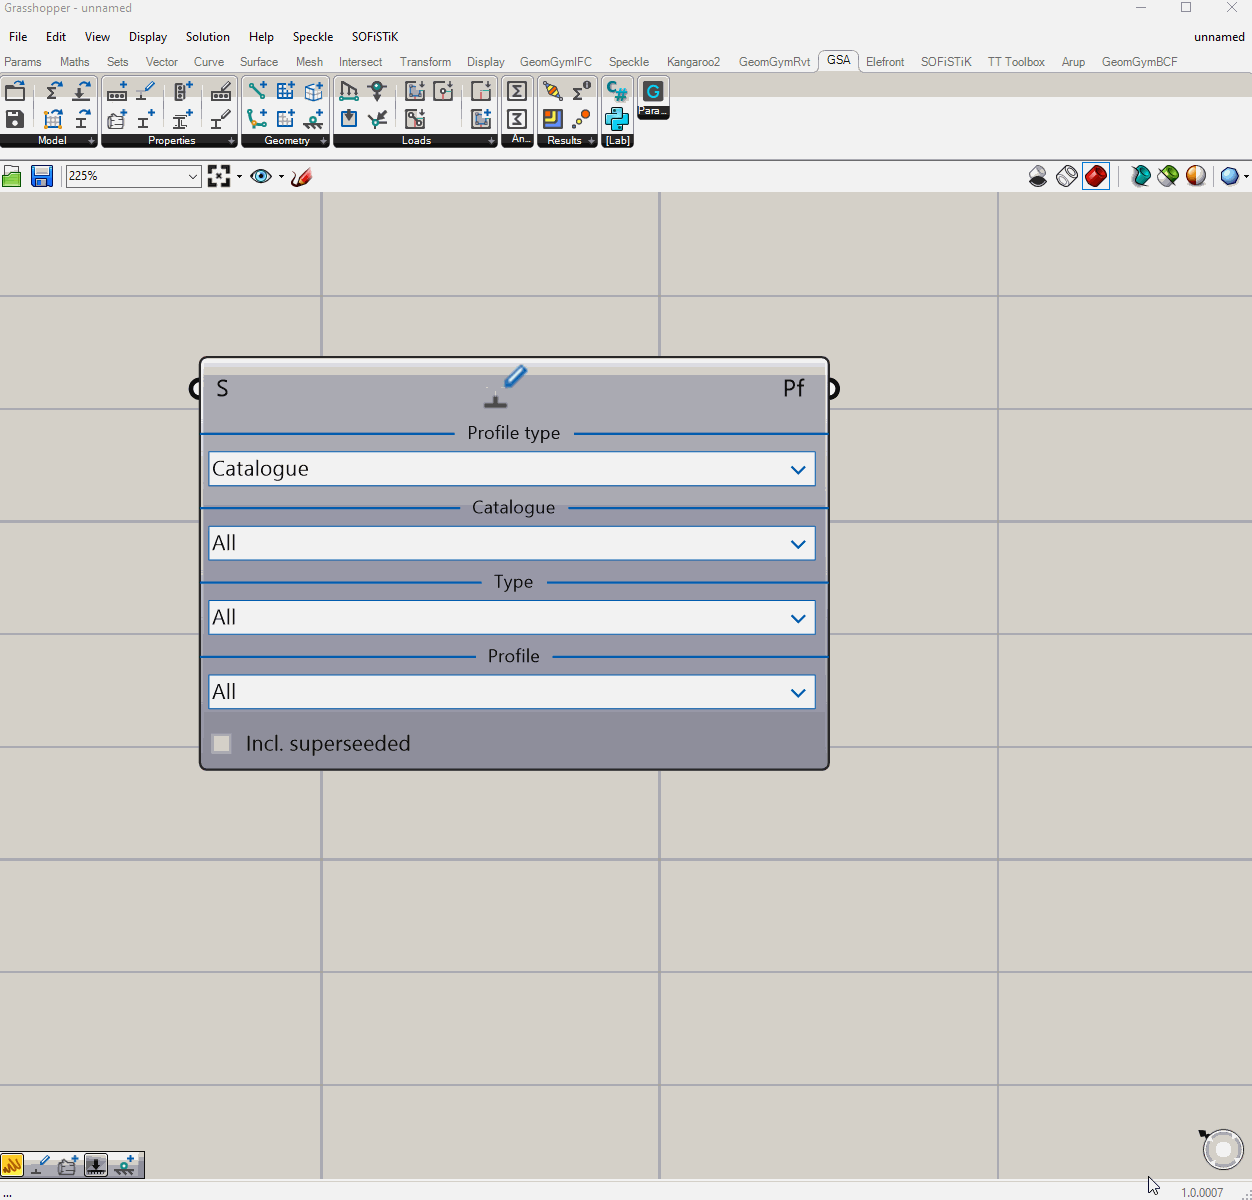 Grasshopper - unnamed
File Edit View Display Solution Help Speckle SOFiSTiK unnamed
Params Maths Sets Vector Curve Surface Mesh Intersect Transform Display GeomGymIFC Speckle Kangaroo2 GeomGymRvt GSA Elefront SOFiSTiK TT Toolbox Arup GeomGymBCF
C# G
Para...
Model Properties Geometry Loads An... Results [Lab]
225%
S Pf
Profile type
Catalogue
Catalogue
All
Type
All
Profile
All
Incl. superseeded
... 1.0.0007